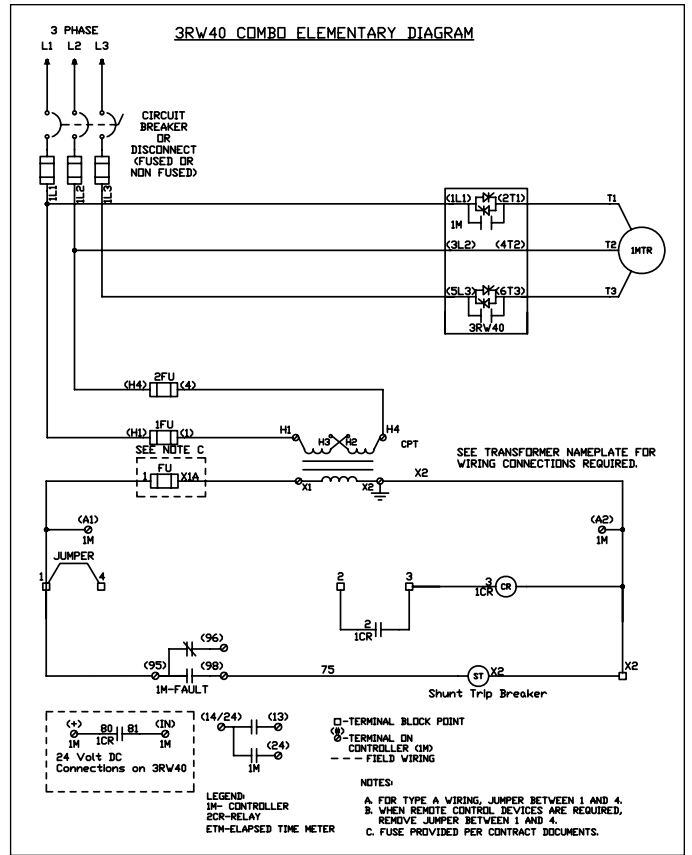 3RW40 COMBO ELEMENTARY DIAGRAM
3 PHASE
L1 L2 L3
CIRCUIT
BREAKER
OR
DISCONNECT
(FUSED OR
NON FUSED)
1L1 1L2 1L3
(1L1) (2T1) T1
1M
(3L2) (4T2) T2
1MTR
(5L3) (6T3) T3
3RW40
2FU
(H4) (4)
1FU
(H1) (1)
H1 H3 H2 H4
CPT
SEE NOTE C
FU
1 X1A
X1 X2
X2
SEE TRANSFORMER NAMEPLATE FOR
WIRING CONNECTIONS REQUIRED.
(A1)
1M
(A2)
1M
JUMPER
1 4
2 3
3 CR
1CR
2
1CR
(96)
(95) (98)
1M-FAULT
75
ST X2
X2
Shunt Trip Breaker
(+) 80 81 (IN)
1M 1CR 1M
24 Volt DC
Connections on 3RW40
(14/24) (13)
(24)
1M
-TERMINAL BLOCK POINT
(#)
-TERMINAL ON
CONTROLLER (1M)
---- FIELD WIRING
LEGEND:
1M- CONTROLLER
2CR-RELAY
ETM-ELAPSED TIME METER
NOTES:
A. FOR TYPE A WIRING, JUMPER BETWEEN 1 AND 4.
B. WHEN REMOTE CONTROL DEVICES ARE REQUIRED,
REMOVE JUMPER BETWEEN 1 AND 4.
C. FUSE PROVIDED PER CONTRACT DOCUMENTS.